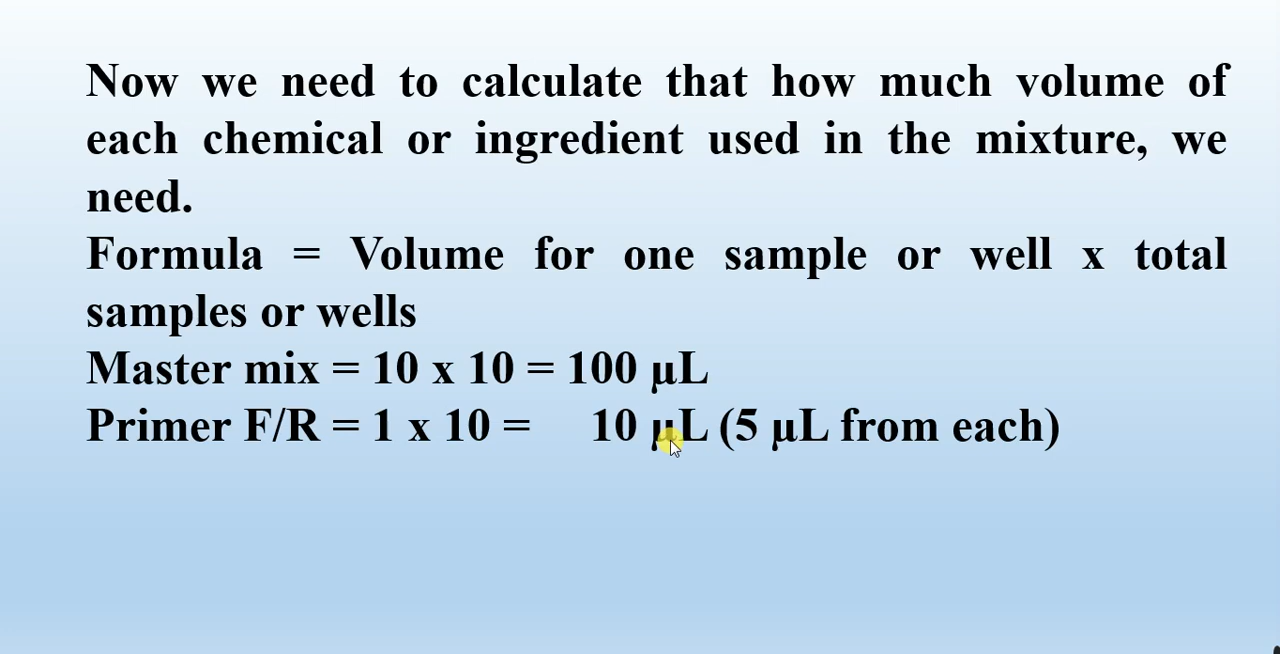 Now we need to calculate that how much volume of
each chemical or ingredient used in the mixture, we
need.
Formula = Volume for one sample or well x total
samples or wells
Master mix = 10 x 10 = 100 µL
Primer F/R = 1 x 10 = 10 µL (5 µL from each)